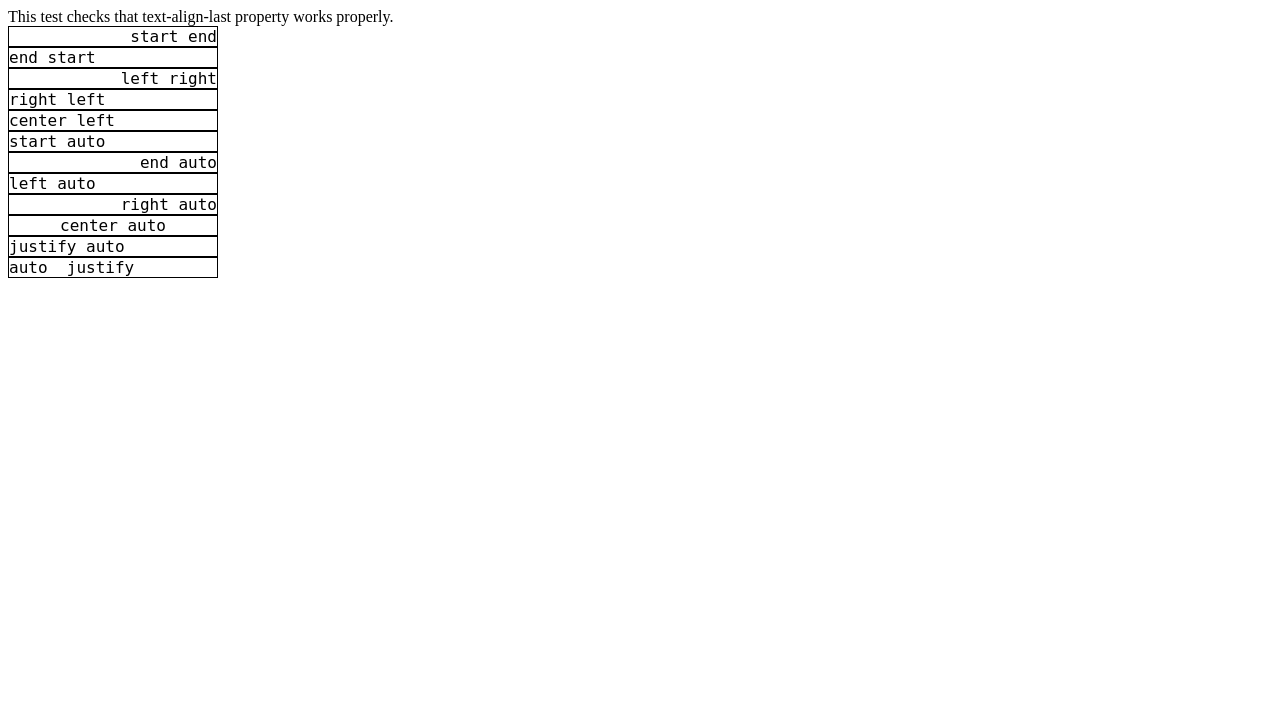 This test checks that text-align-last property works properly.
start end
end start
left right
right left
center left
start auto
end auto
left auto
right auto
center auto
justify auto
auto  justify